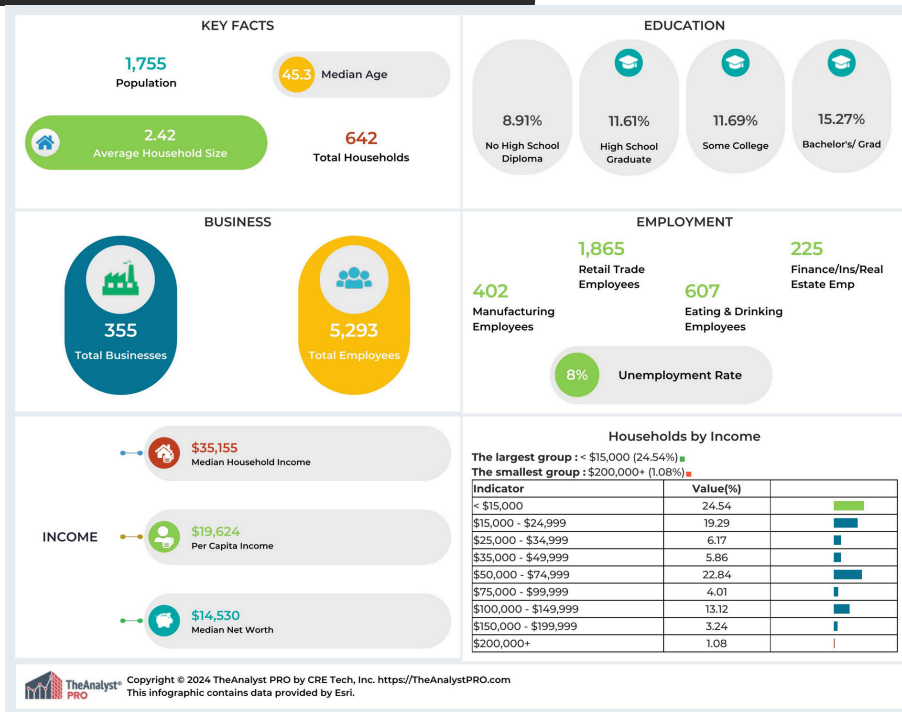 KEY FACTS
1,755
Population
45.3 Median Age
2.42
Average Household Size
642
Total Households
EDUCATION
8.91%
No High School
Diploma
11.61%
High School
Graduate
11.69%
Some College
15.27%
Bachelor's/ Grad
BUSINESS
355
Total Businesses
5,293
Total Employees
EMPLOYMENT
402
Manufacturing
Employees
1,865
Retail Trade
Employees
607
Eating & Drinking
Employees
225
Finance/Ins/Real
Estate Emp
8% Unemployment Rate
INCOME
$35,155
Median Household Income
$19,624
Per Capita Income
$14,530
Median Net Worth
Households by Income
The largest group : < $15,000 (24.54%)
The smallest group : $200,000+ (1.08%)
Indicator Value(%)
< $15,000 24.54
$15,000 - $24,999 19.29
$25,000 - $34,999 6.17
$35,000 - $49,999 5.86
$50,000 - $74,999 22.84
$75,000 - $99,999 4.01
$100,000 - $149,999 13.12
$150,000 - $199,999 3.24
$200,000+ 1.08
TheAnalyst®
PRO
Copyright © 2024 TheAnalyst PRO by CRE Tech, Inc. https://TheAnalystPRO.com
This infographic contains data provided by Esri.